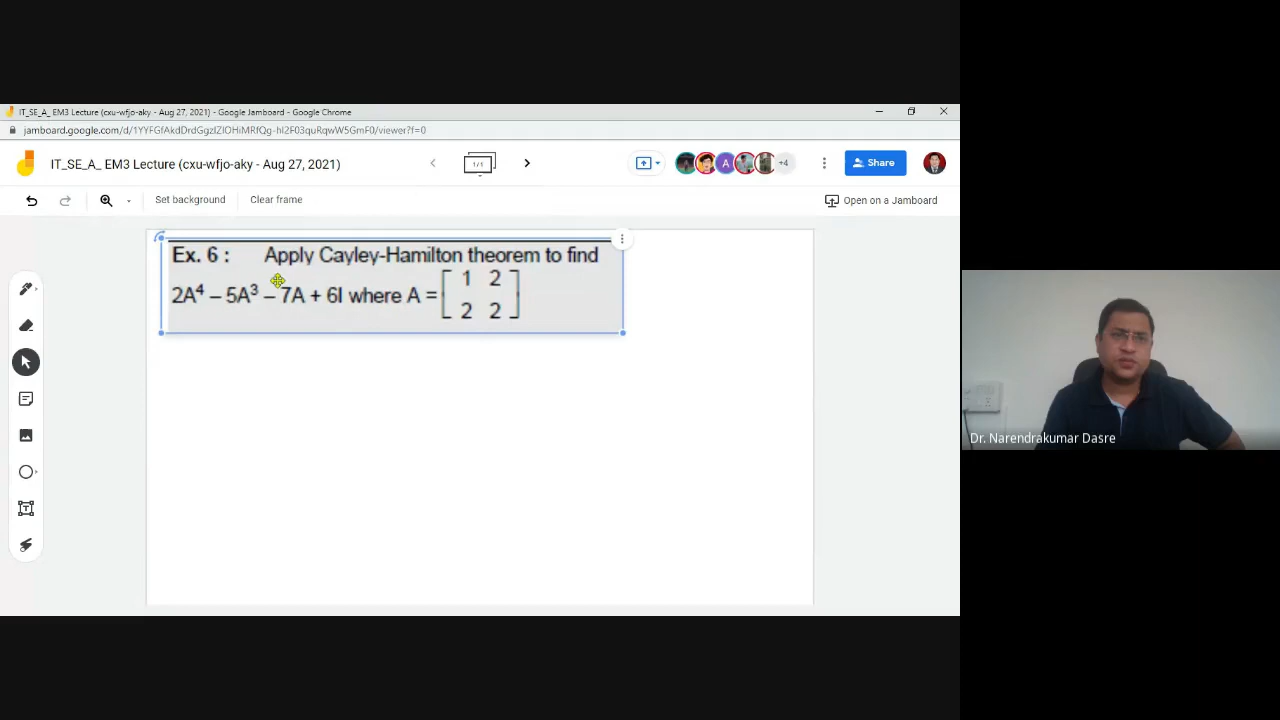 IT_SE_A_ EM3 Lecture (cxu-wfjo-aky - Aug 27, 2021) - Google Jamboard - Google Chrome
IT_SE_A_ EM3 Lecture (cxu-wfjo-aky - Aug 27, 2021)
1/1
A
+4
Share
Set background
Clear frame
Open on a Jamboard
Ex. 6 : Apply Cayley-Hamilton theorem to find
2A⁴ – 5A³ – 7A + 6I where A = [ 1 2
2 2 ]
Dr. Narendrakumar Dasre